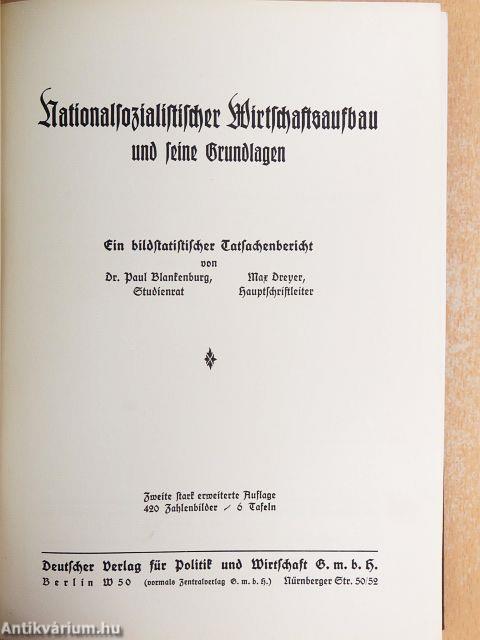 Nationalsozialistischer Wirtschaftsaufbau
und seine Grundlagen
Ein bildstatistischer Tatsachenbericht
von
Dr. Paul Blankenburg, Max Dreyer,
Studienrat Hauptschriftleiter
Zweite stark erweiterte Auflage
420 Zahlenbilder / 6 Tafeln
Deutscher Verlag für Politik und Wirtschaft G. m. b. H.
Berlin W 50 (vormals Zentralverlag G. m. b. H.) Nürnberger Str. 50/52
Antikvárium.hu